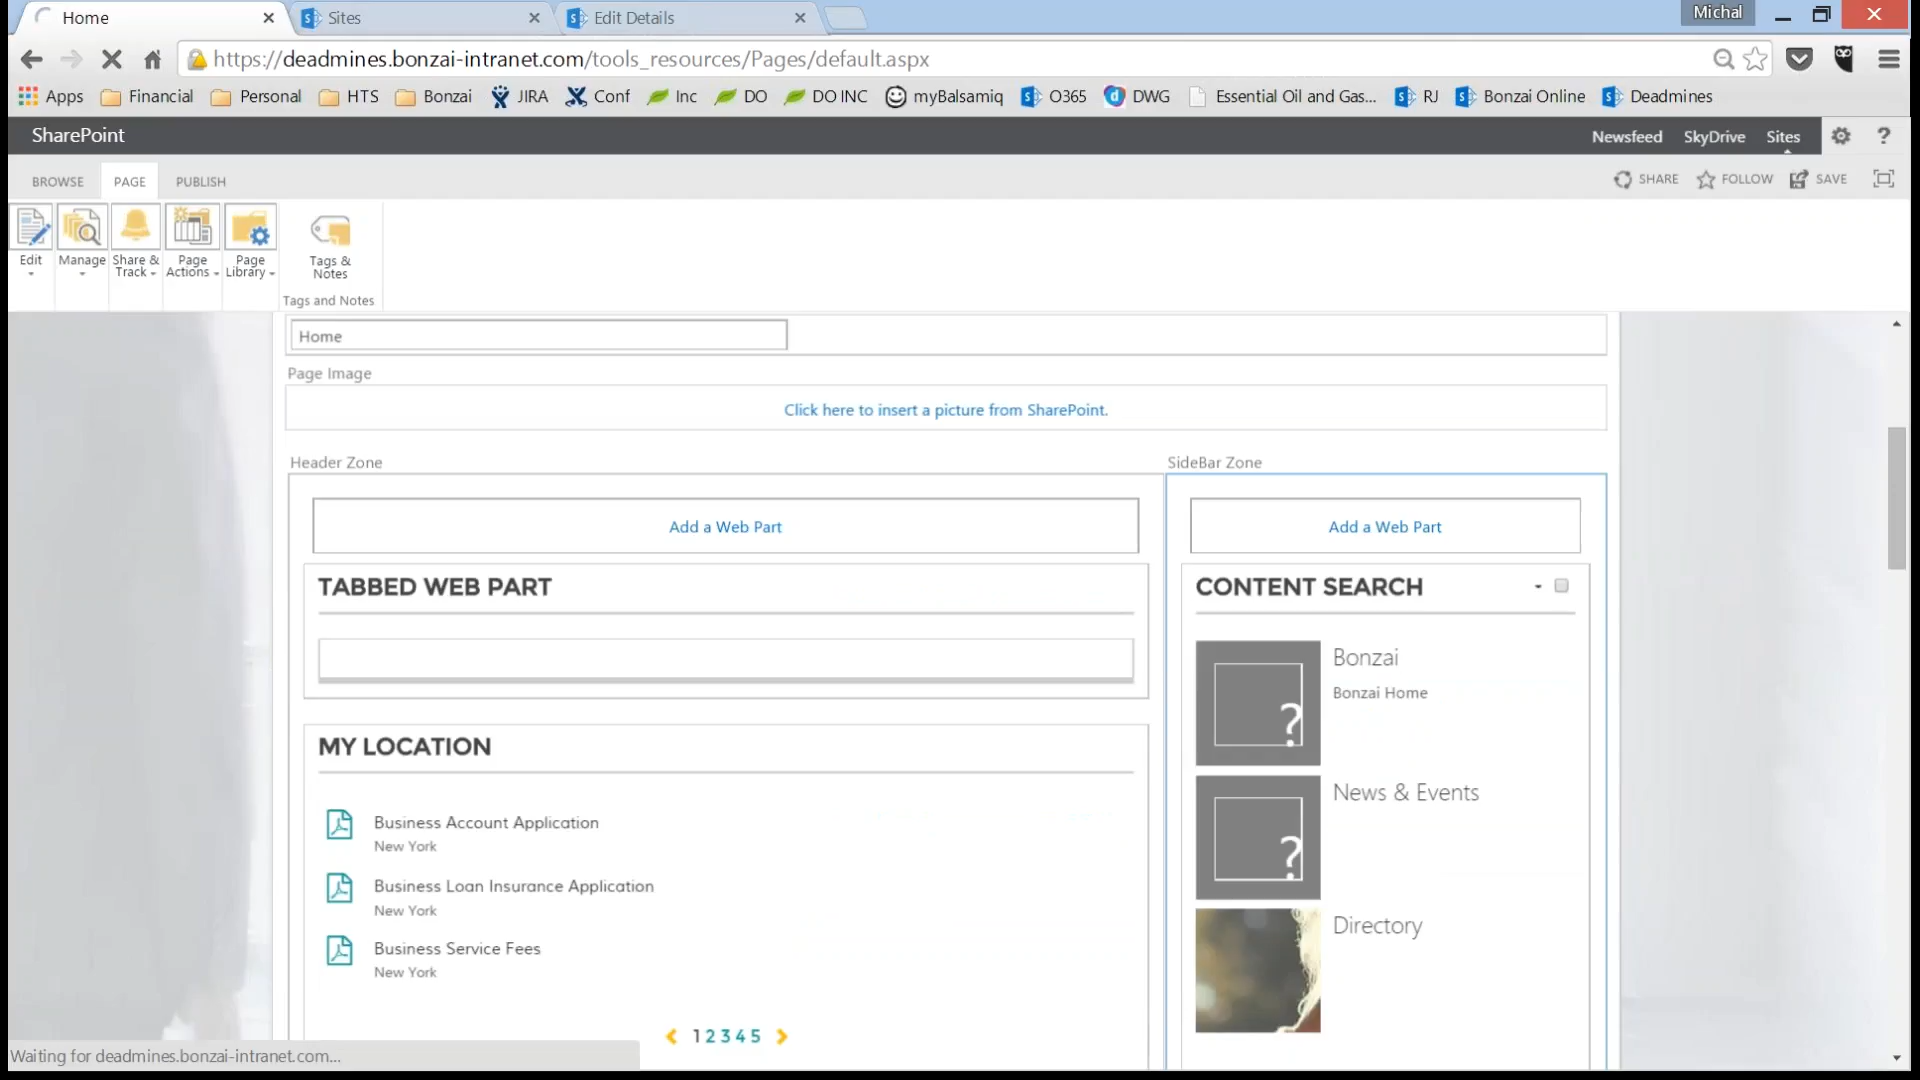 Home
Sites
Edit Details
Michal
https://deadmines.bonzai-intranet.com/tools_resources/Pages/default.aspx
Apps Financial Personal HTS Bonzai JIRA Conf Inc DO DO INC myBalsamiq O365 DWG Essential Oil and Gas... RJ Bonzai Online Deadmines
SharePoint
Newsfeed SkyDrive Sites ?
BROWSE PAGE PUBLISH
SHARE FOLLOW SAVE
Edit
Manage
Share &
Track
Page
Actions
Page
Library
Tags &
Notes
Tags and Notes
Home
Page Image
Click here to insert a picture from SharePoint.
Header Zone
Add a Web Part
TABBED WEB PART
MY LOCATION
Business Account Application
New York
Business Loan Insurance Application
New York
Business Service Fees
New York
1 2 3 4 5
SideBar Zone
Add a Web Part
CONTENT SEARCH
?
Bonzai
Bonzai Home
?
News & Events
Directory
Waiting for deadmines.bonzai-intranet.com...